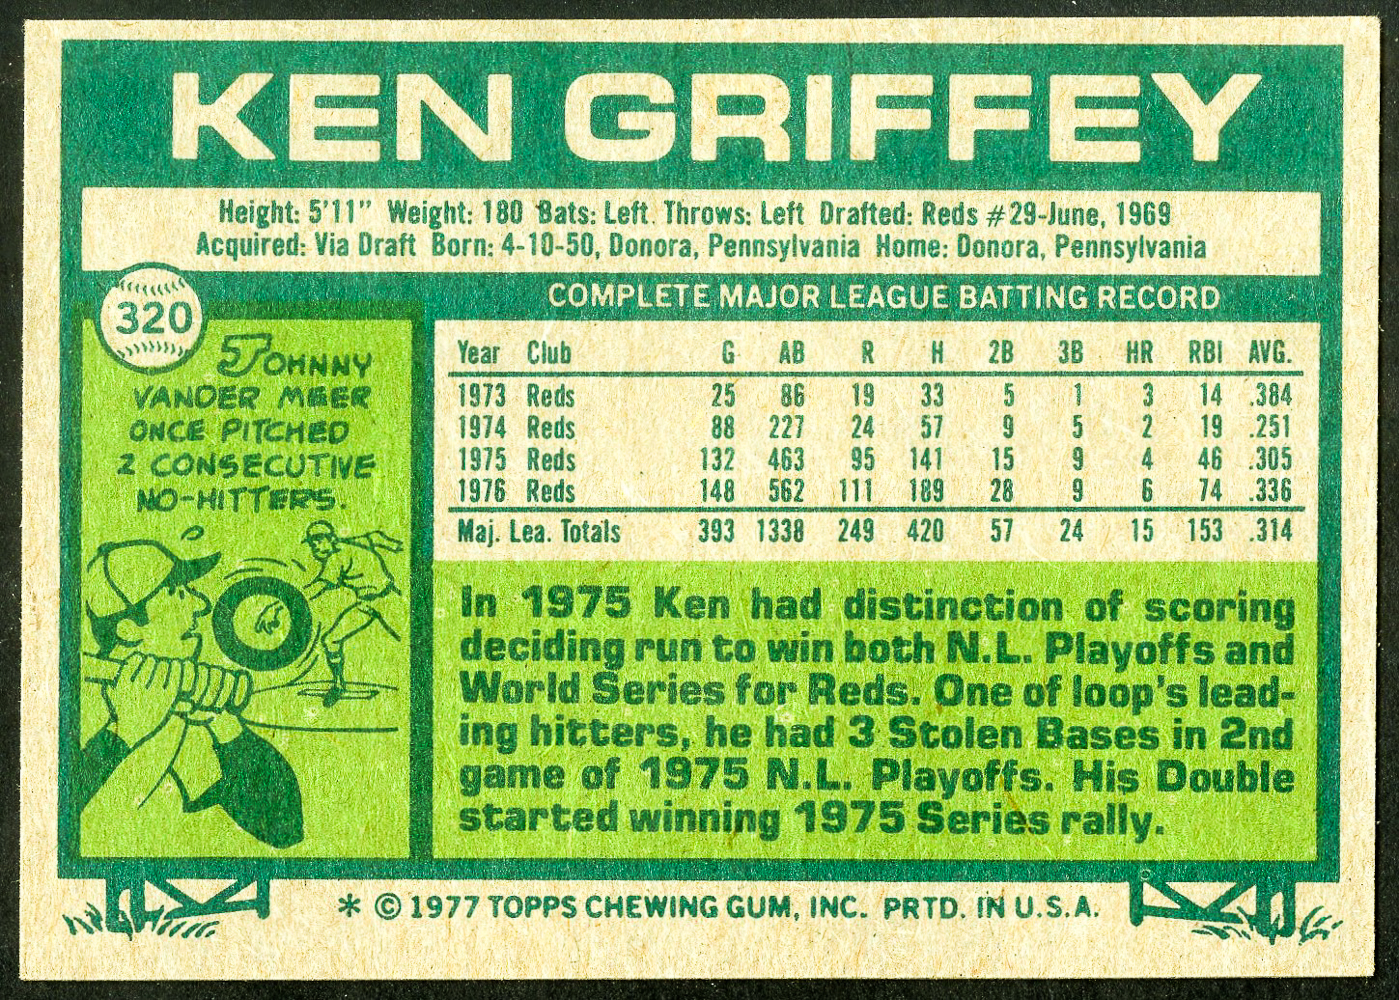 KEN GRIFFEY
Height: 5'11" Weight: 180 Bats: Left Throws: Left Drafted: Reds #29-June, 1969
Acquired: Via Draft Born: 4-10-50, Donora, Pennsylvania Home: Donora, Pennsylvania
320
JOHNNY
VANDER MEER
ONCE PITCHED
2 CONSECUTIVE
NO-HITTERS.
COMPLETE MAJOR LEAGUE BATTING RECORD
Year Club G AB R H 2B 3B HR RBI AVG.
1973 Reds 25 86 19 33 5 1 3 14 .384
1974 Reds 88 227 24 57 9 5 2 19 .251
1975 Reds 132 463 95 141 15 9 4 46 .305
1976 Reds 148 562 111 189 28 9 6 74 .336
Maj. Lea. Totals 393 1338 249 420 57 24 15 153 .314
In 1975 Ken had distinction of scoring
deciding run to win both N.L. Playoffs and
World Series for Reds. One of loop's lead-
ing hitters, he had 3 Stolen Bases in 2nd
game of 1975 N.L. Playoffs. His Double
started winning 1975 Series rally.
* © 1977 TOPPS CHEWING GUM, INC. PRTD. IN U.S.A.